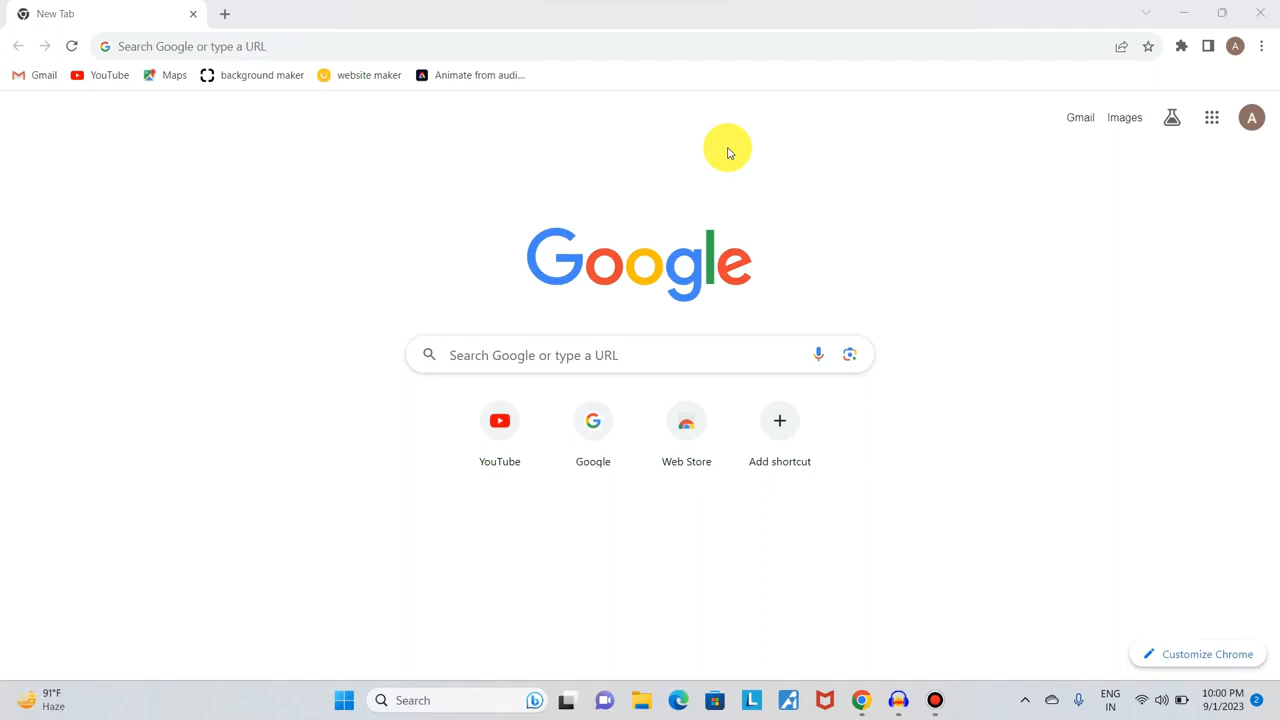 New Tab
Search Google or type a URL
A
Gmail
YouTube
Maps
background maker
website maker
Animate from audi...
Gmail
Images
A
Google
Search Google or type a URL
YouTube
Google
Web Store
Add shortcut
Customize Chrome
91°F
Haze
Search
L
ENG
IN
10:00 PM
9/1/2023
2